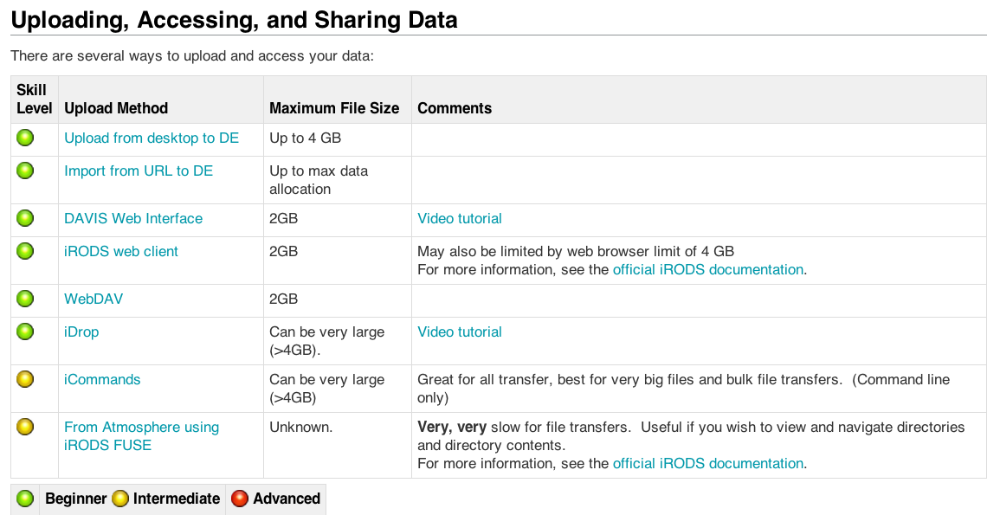 Uploading, Accessing, and Sharing Data
There are several ways to upload and access your data:
Skill
Level Upload Method Maximum File Size Comments
Upload from desktop to DE Up to 4 GB
Import from URL to DE Up to max data
allocation
DAVIS Web Interface 2GB Video tutorial
iRODS web client 2GB May also be limited by web browser limit of 4 GB
For more information, see the official iRODS documentation.
WebDAV 2GB
iDrop Can be very large Video tutorial
(>4GB).
iCommands Can be very large Great for all transfer, best for very big files and bulk file transfers.  (Command line
(>4GB) only)
From Atmosphere using Unknown. Very, very slow for file transfers.  Useful if you wish to view and navigate directories
iRODS FUSE and directory contents.
For more information, see the official iRODS documentation.
Beginner Intermediate Advanced